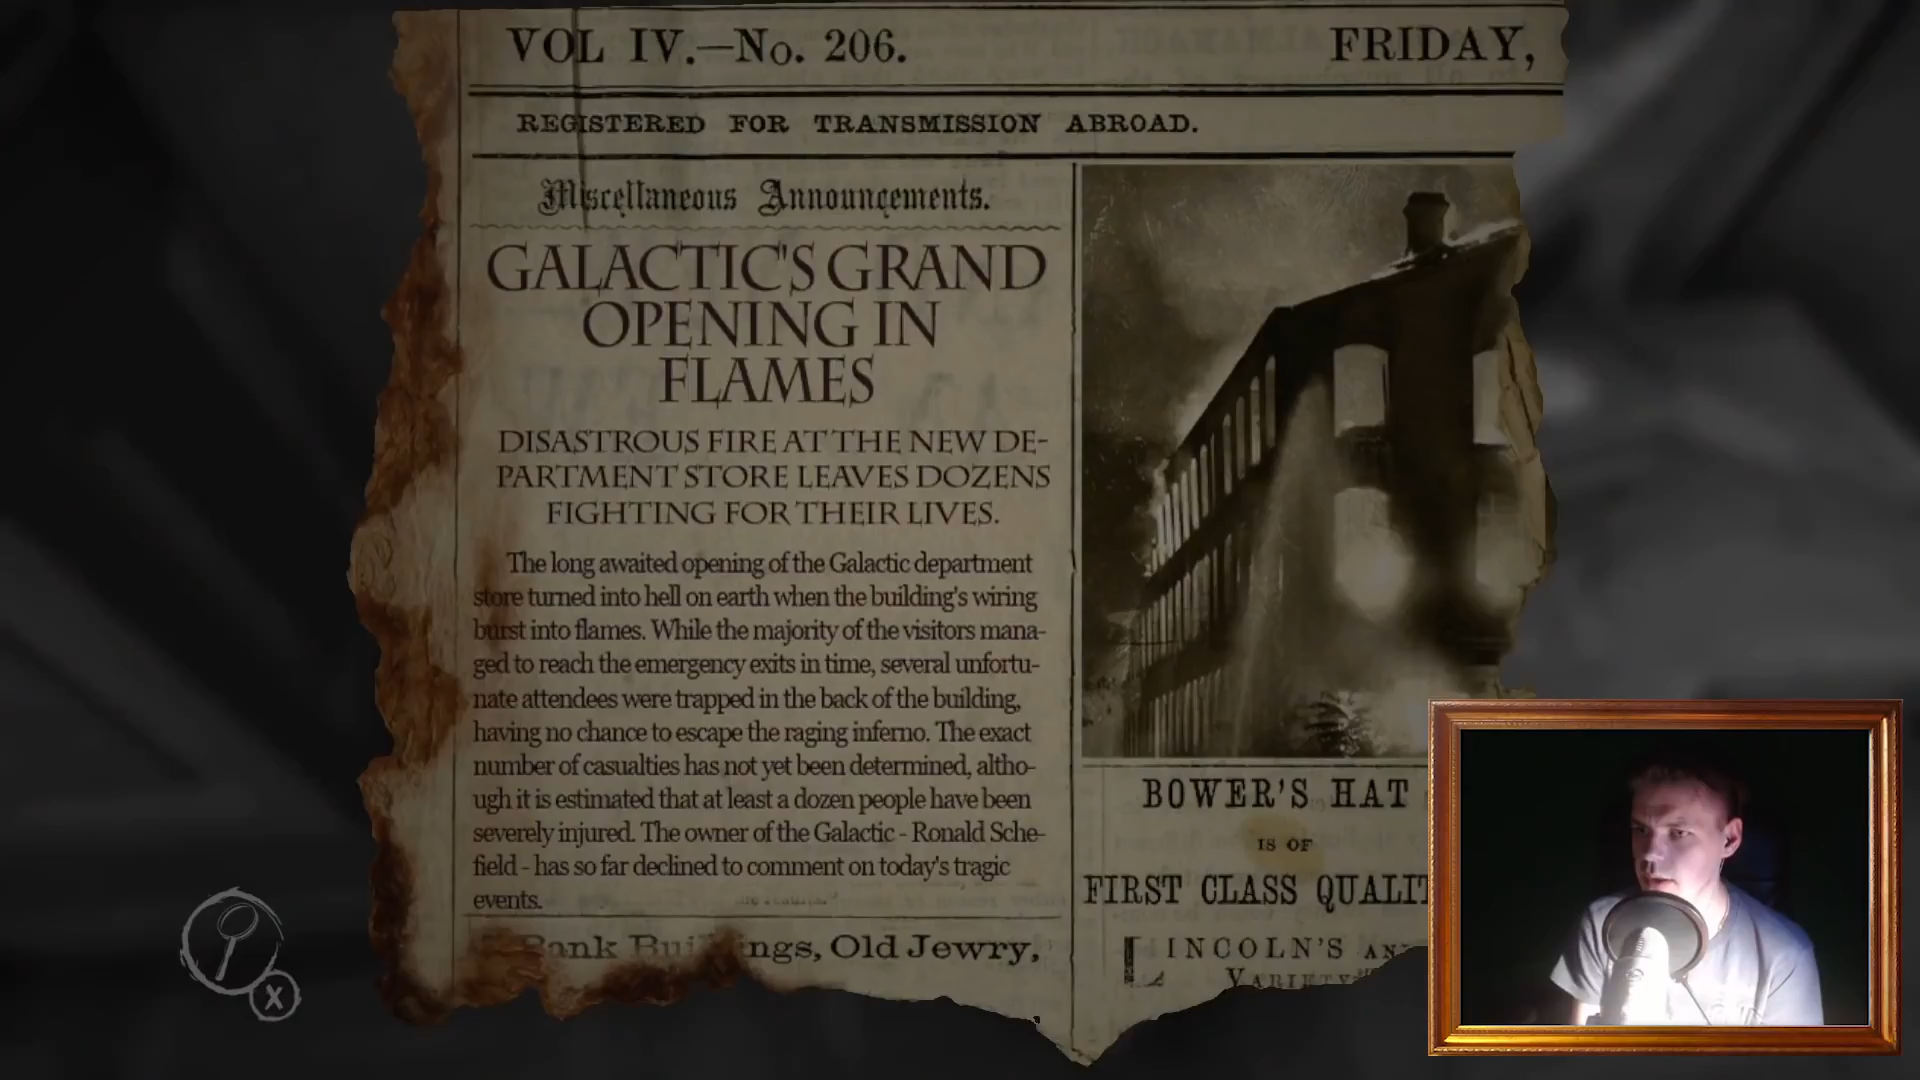 VOL IV.—No. 206.
FRIDAY,
REGISTERED FOR TRANSMISSION ABROAD.
Miscellaneous Announcements.
GALACTIC'S GRAND
OPENING IN
FLAMES
DISASTROUS FIRE AT THE NEW DE-
PARTMENT STORE LEAVES DOZENS
FIGHTING FOR THEIR LIVES.
The long awaited opening of the Galactic department
store turned into hell on earth when the building's wiring
burst into flames. While the majority of the visitors mana-
ged to reach the emergency exits in time, several unfortu-
nate attendees were trapped in the back of the building,
having no chance to escape the raging inferno. The exact
number of casualties has not yet been determined, altho-
ugh it is estimated that at least a dozen people have been
severely injured. The owner of the Galactic - Ronald Sche-
field - has so far declined to comment on today's tragic
events.
Bank Buildings, Old Jewry,
BOWER'S HAT
IS OF
FIRST CLASS QUALIT
LINCOLN'S AN
VARIETY
X